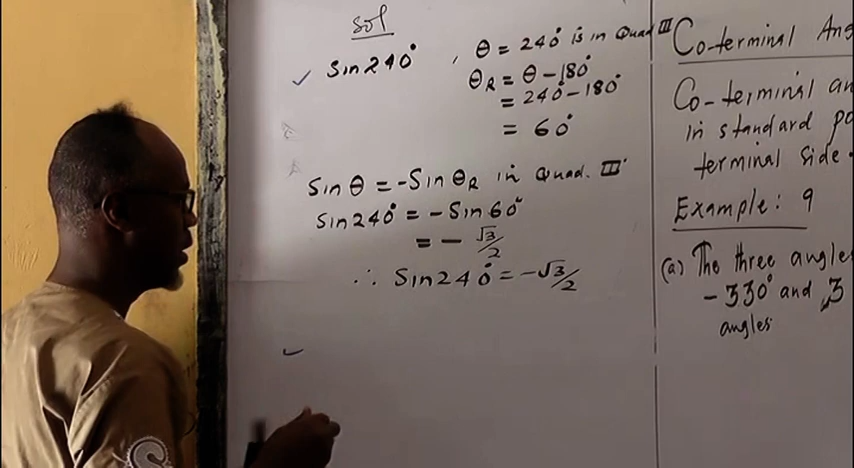 Sol
Sin 240° , θ = 240° is in Quad III
θR = θ - 180°
= 240° - 180°
= 60°
Sin θ = -Sin θR in Quad. III
Sin 240° = - Sin 60°
= - √3/2
∴ Sin 240° = -√3/2
Co-terminal Ang
Co-terminal an
in standard po
terminal side.
Example: 9
(a) The three angle
-330° and 3
angles